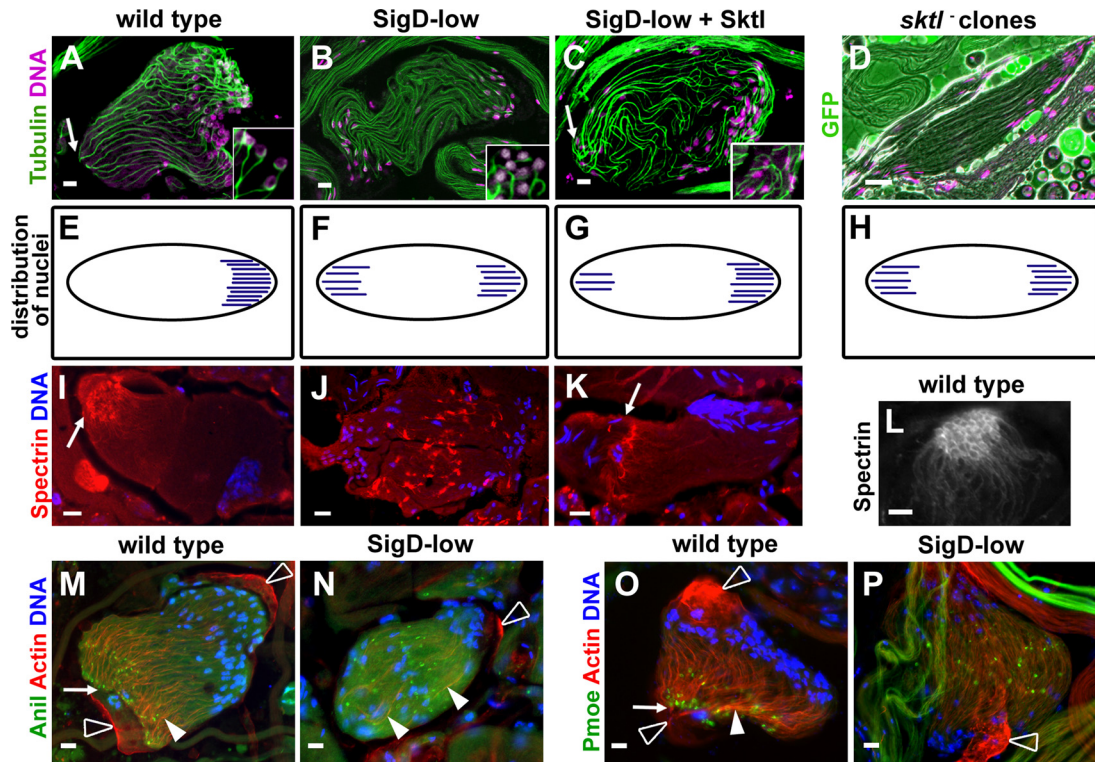 wild type SigD-low SigD-low + Sktl sktl - clones
Tubulin DNA A B C GFP D
distribution of nuclei E F G H
wild type
Spectrin DNA I J K Spectrin L
wild type SigD-low wild type SigD-low
Anil Actin DNA M N Pmoe Actin DNA O P